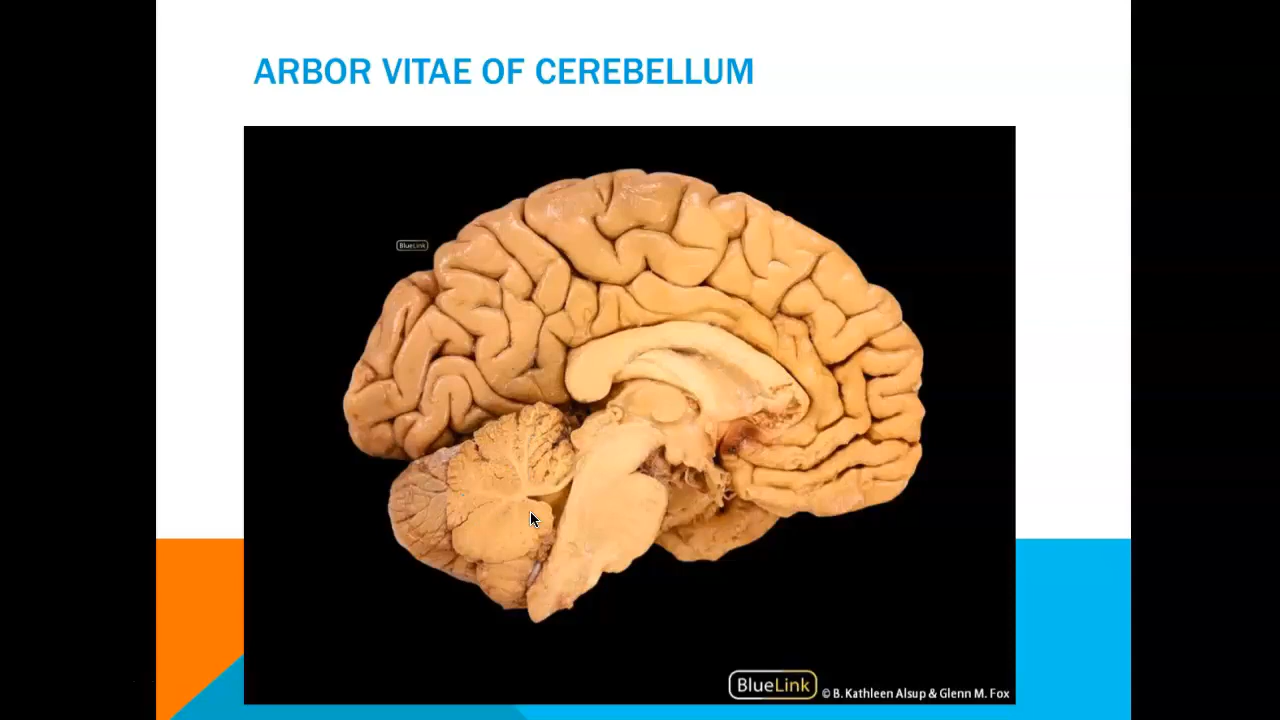 ARBOR VITAE OF CEREBELLUM
BlueLink
BlueLink © B. Kathleen Alsup & Glenn M. Fox